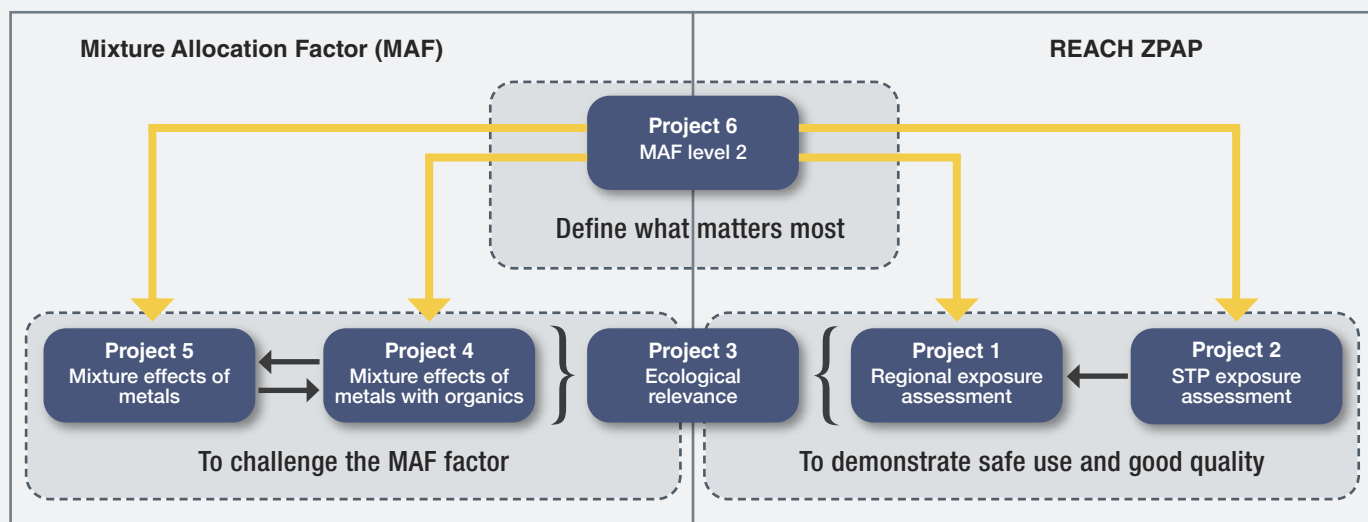 Mixture Allocation Factor (MAF)
REACH ZPAP
Project 6
MAF level 2
Define what matters most
Project 5
Mixture effects of
metals
Project 4
Mixture effects of
metals with organics
Project 3
Ecological
relevance
Project 1
Regional exposure
assessment
Project 2
STP exposure
assessment
To challenge the MAF factor
To demonstrate safe use and good quality